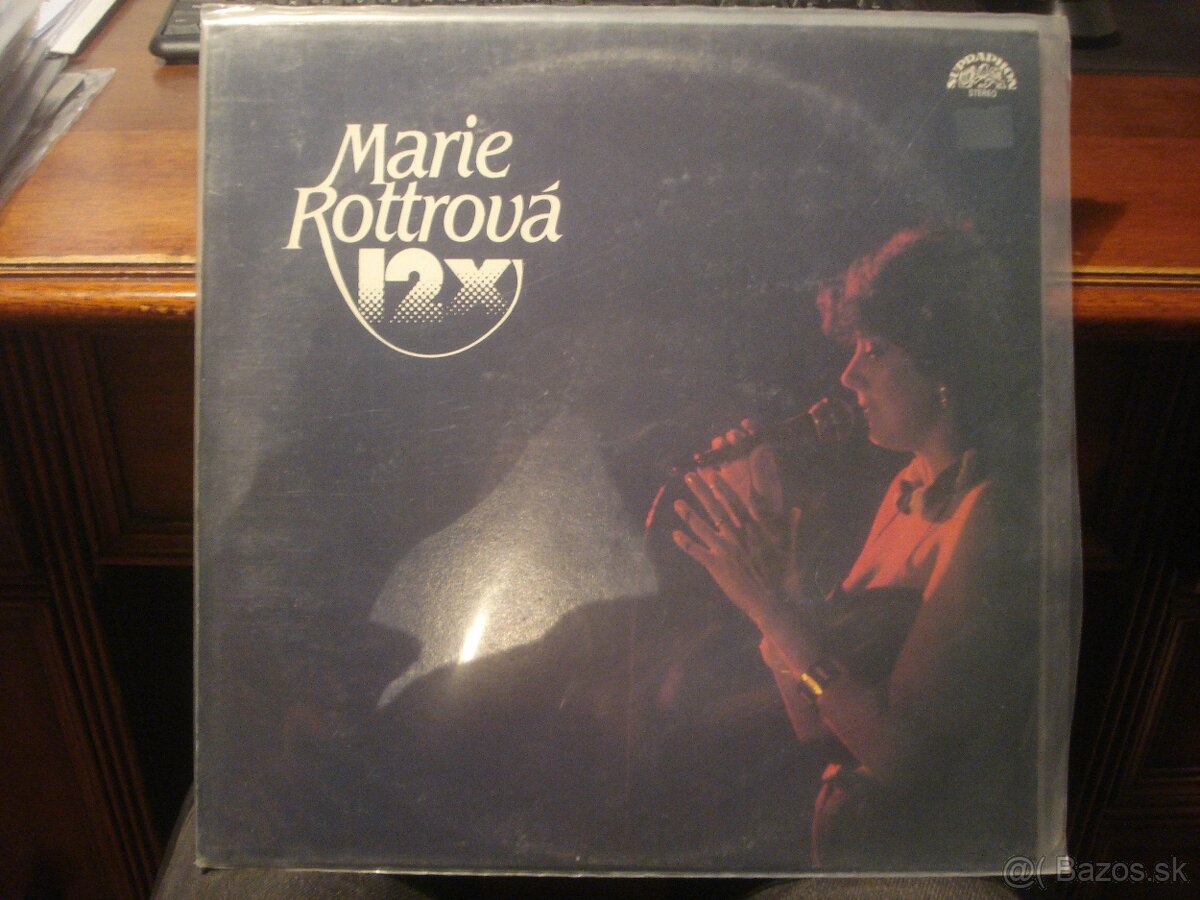 SUPRAPHON
STEREO
Marie
Rottrová
12x
@( Bazos.sk